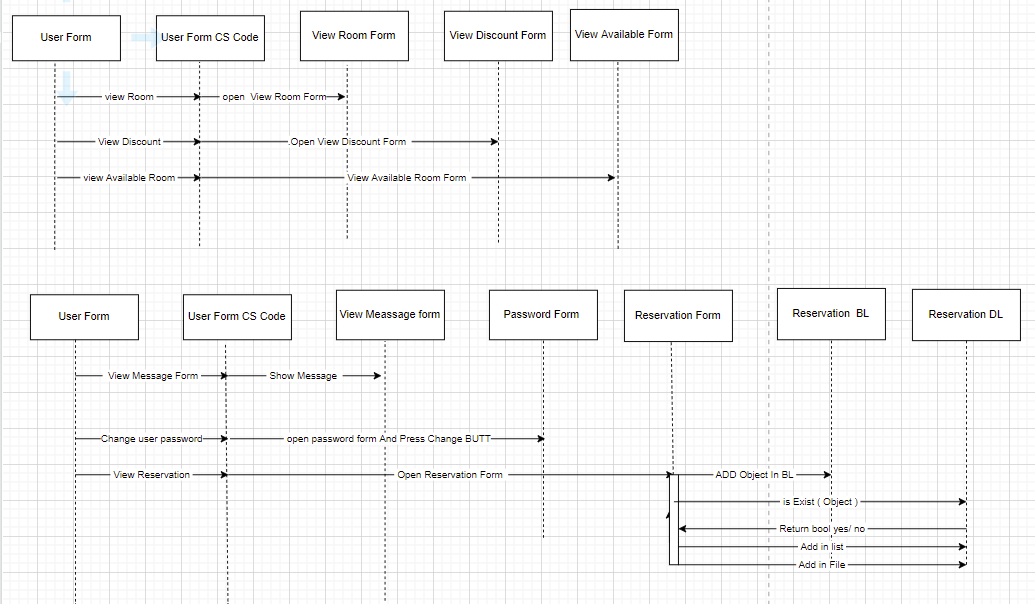 User Form
User Form CS Code
View Room Form
View Discount Form
View Available Form
view Room
open View Room Form
View Discount
.Open View Discount Form
view Available Room
View Available Room Form
User Form
User Form CS Code
View Meassage form
Password Form
Reservation Form
Reservation BL
Reservation DL
View Message Form
Show Message
Change user password
open password form And Press Change BUTT
View Reservation
Open Reservation Form
ADD Object In BL
is Exist ( Object )
Return bool yes/ no
Add in list
Add in File